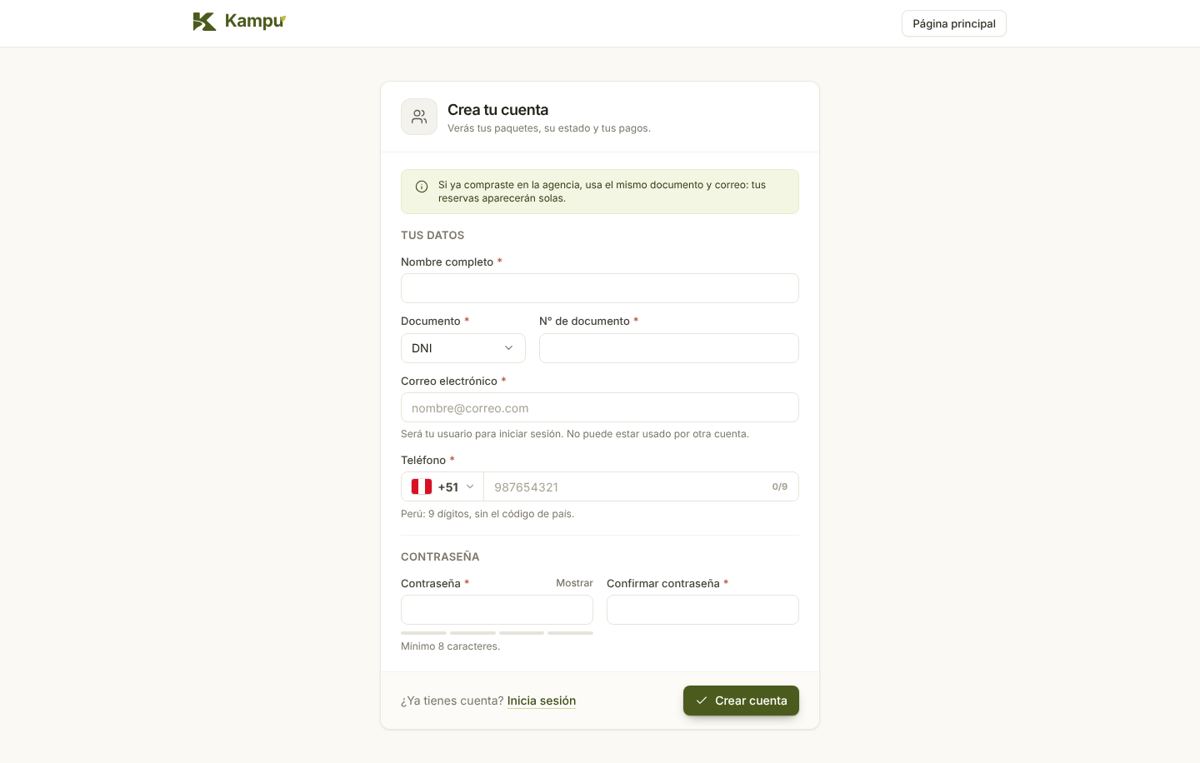 Kampu
Página principal
Crea tu cuenta
Verás tus paquetes, su estado y tus pagos.
Si ya compraste en la agencia, usa el mismo documento y correo: tus
reservas aparecerán solas.
TUS DATOS
Nombre completo *
Documento *
N° de documento *
DNI
Correo electrónico *
nombre@correo.com
Será tu usuario para iniciar sesión. No puede estar usado por otra cuenta.
Teléfono *
+51
987654321
0/9
Perú: 9 dígitos, sin el código de país.
CONTRASEÑA
Contraseña *
Mostrar
Confirmar contraseña *
Mínimo 8 caracteres.
¿Ya tienes cuenta? Inicia sesión
Crear cuenta